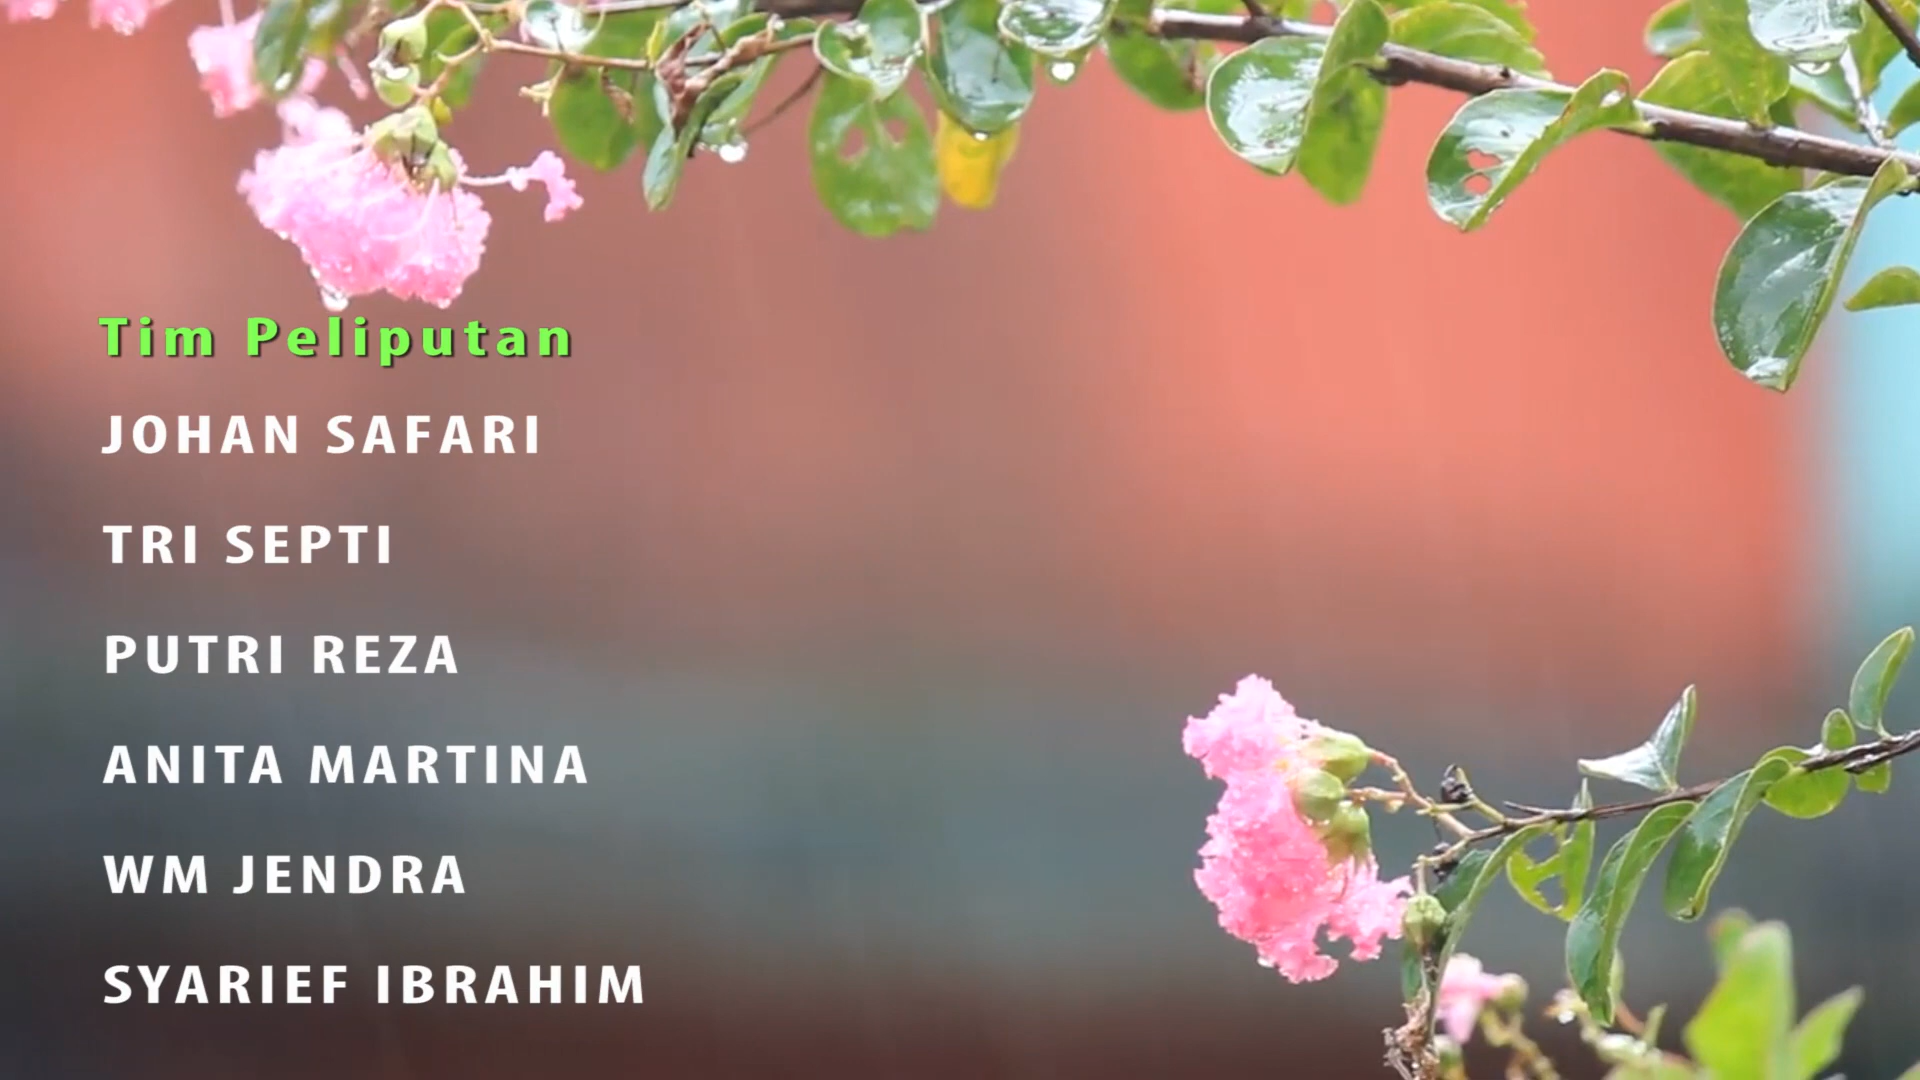 Tim Peliputan
JOHAN SAFARI
TRI SEPTI
PUTRI REZA
ANITA MARTINA
WM JENDRA
SYARIEF IBRAHIM